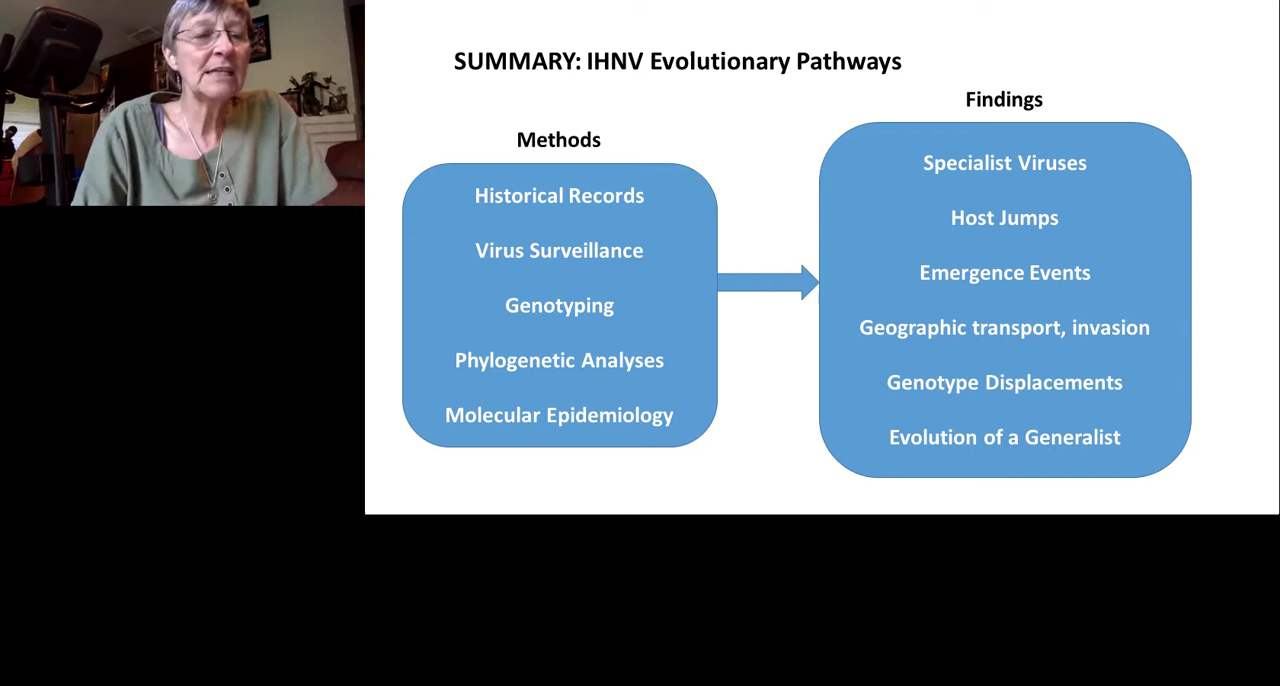 SUMMARY: IHNV Evolutionary Pathways
Methods
Historical Records
Virus Surveillance
Genotyping
Phylogenetic Analyses
Molecular Epidemiology
Findings
Specialist Viruses
Host Jumps
Emergence Events
Geographic transport, invasion
Genotype Displacements
Evolution of a Generalist